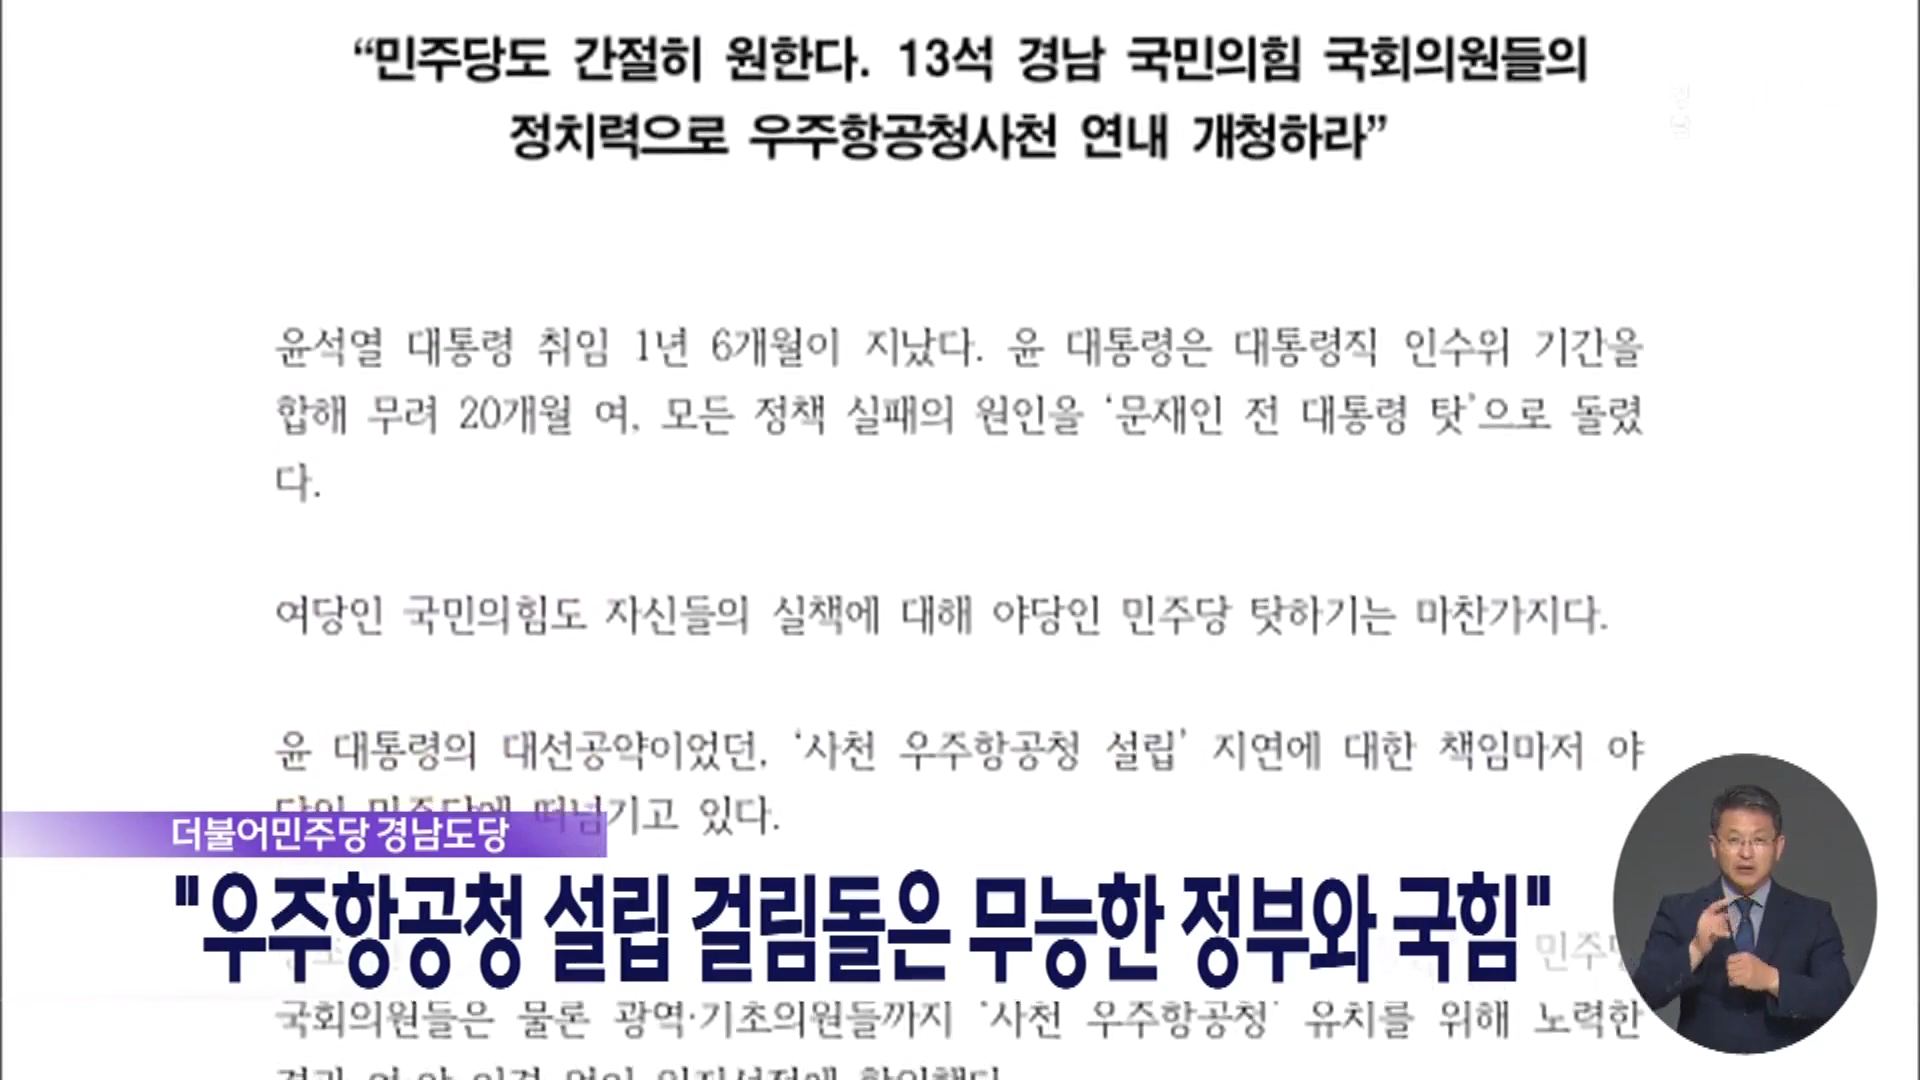 “민주당도 간절히 원한다. 13석 경남 국민의힘 국회의원들의
정치력으로 우주항공청사천 연내 개청하라”
윤석열 대통령 취임 1년 6개월이 지났다. 윤 대통령은 대통령직 인수위 기간을
합해 무려 20개월 여, 모든 정책 실패의 원인을 ‘문재인 전 대통령 탓’으로 돌렸
다.
여당인 국민의힘도 자신들의 실책에 대해 야당인 민주당 탓하기는 마찬가지다.
윤 대통령의 대선공약이었던, ‘사천 우주항공청 설립’ 지연에 대한 책임마저 야
당인 민주당에 떠넘기고 있다.
더불어민주당 경남도당
"우주항공청 설립 걸림돌은 무능한 정부와 국힘"
민주당
국회의원들은 물론 광역·기초의원들까지 ‘사천 우주항공청’ 유치를 위해 노력한